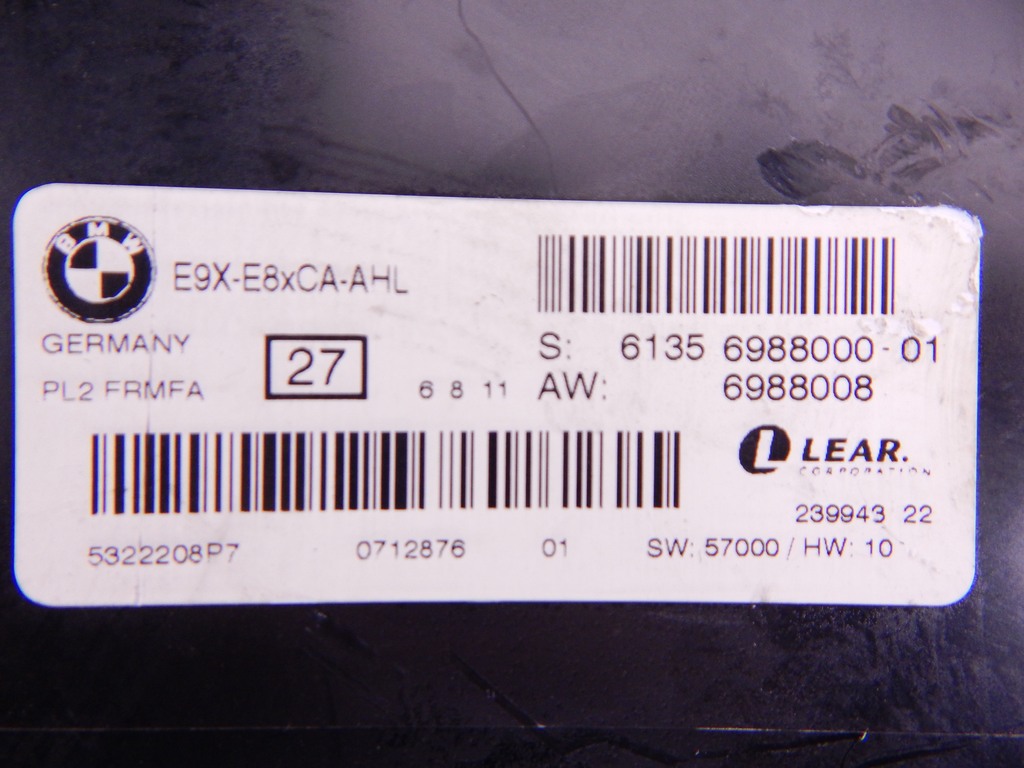 BMW
E9X-E8xCA-AHL
GERMANY
27
PL2 FRMFA
6 8 11
S: 6135 6988000-01
AW: 6988008
L LEAR.
CORPORATION
239943 22
5322208P7 0712876 01 SW: 57000 / HW: 10